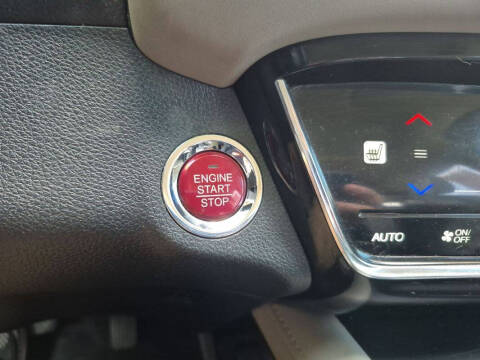 ENGINE
START
STOP
AUTO
ON/
OFF